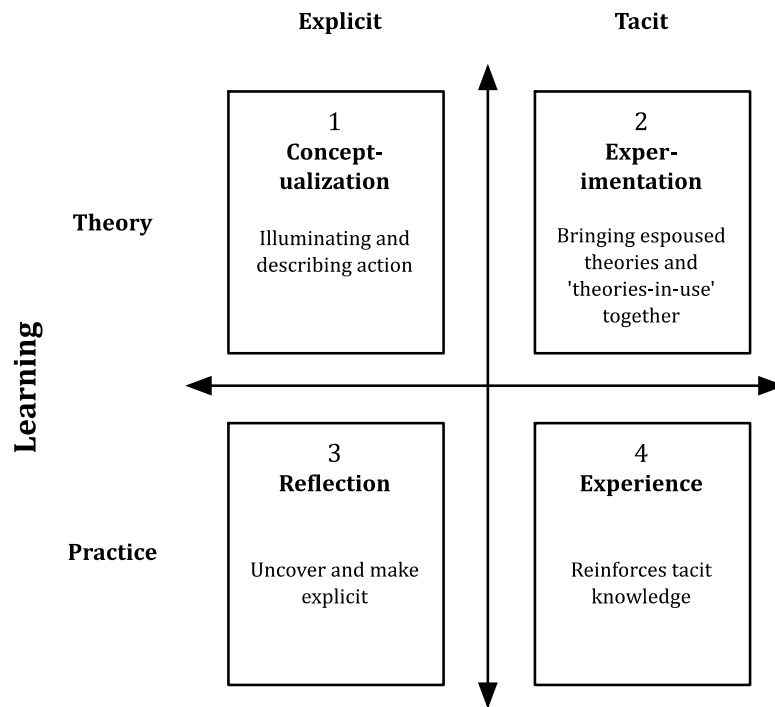 Explicit
Tacit
Learning
Theory
1
Concept-
ualization
Illuminating and
describing action
2
Exper-
imentation
Bringing espoused
theories and
'theories-in-use'
together
Practice
3
Reflection
Uncover and make
explicit
4
Experience
Reinforces tacit
knowledge